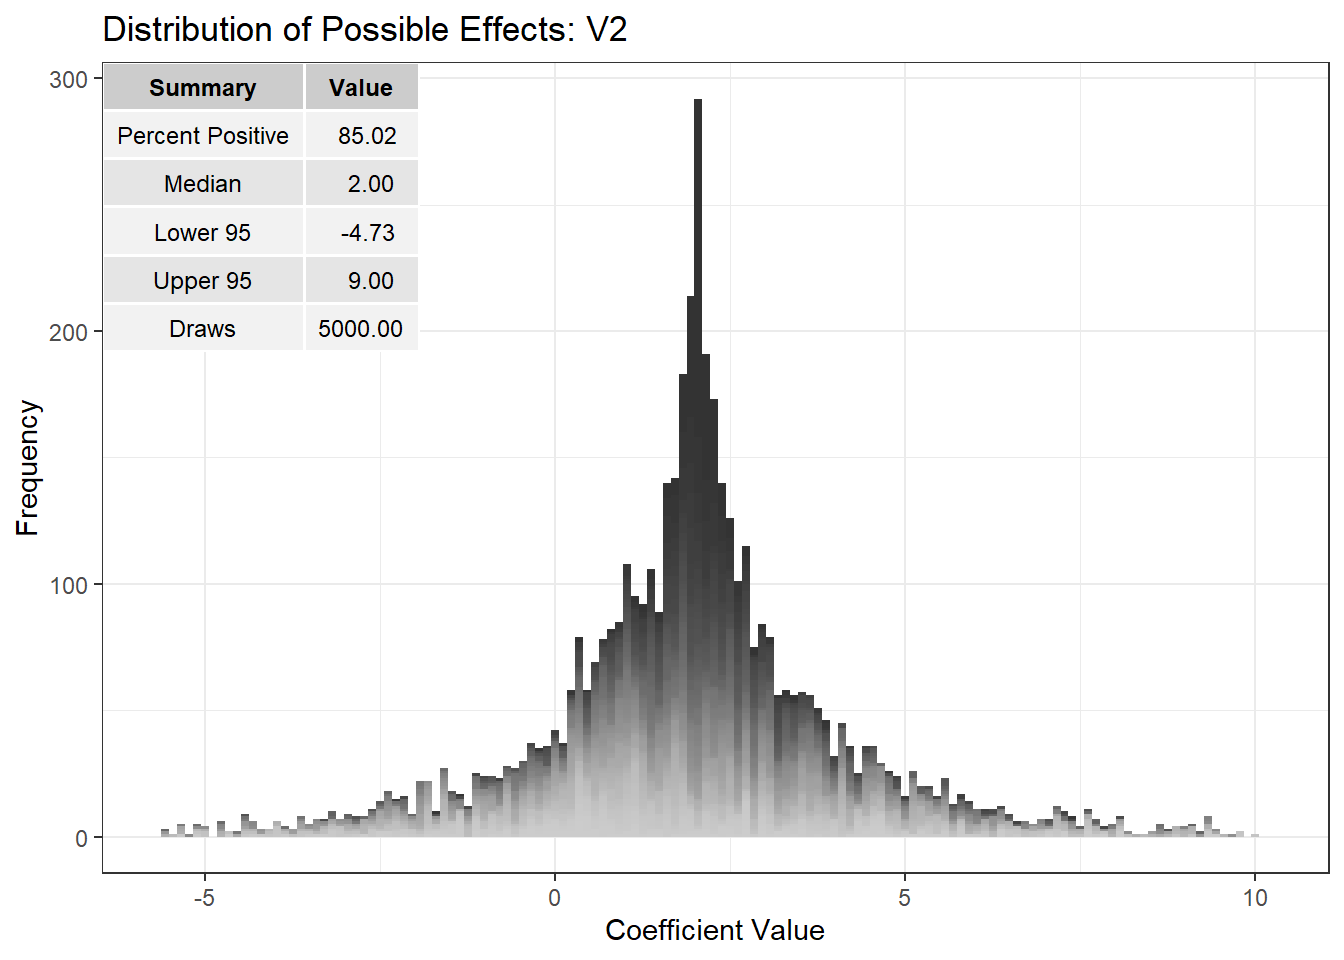 Distribution of Possible Effects: V2
Summary Value
Percent Positive 85.02
Median 2.00
Lower 95 -4.73
Upper 95 9.00
Draws 5000.00
300
200
100
0
Frequency
-5 0 5 10
Coefficient Value